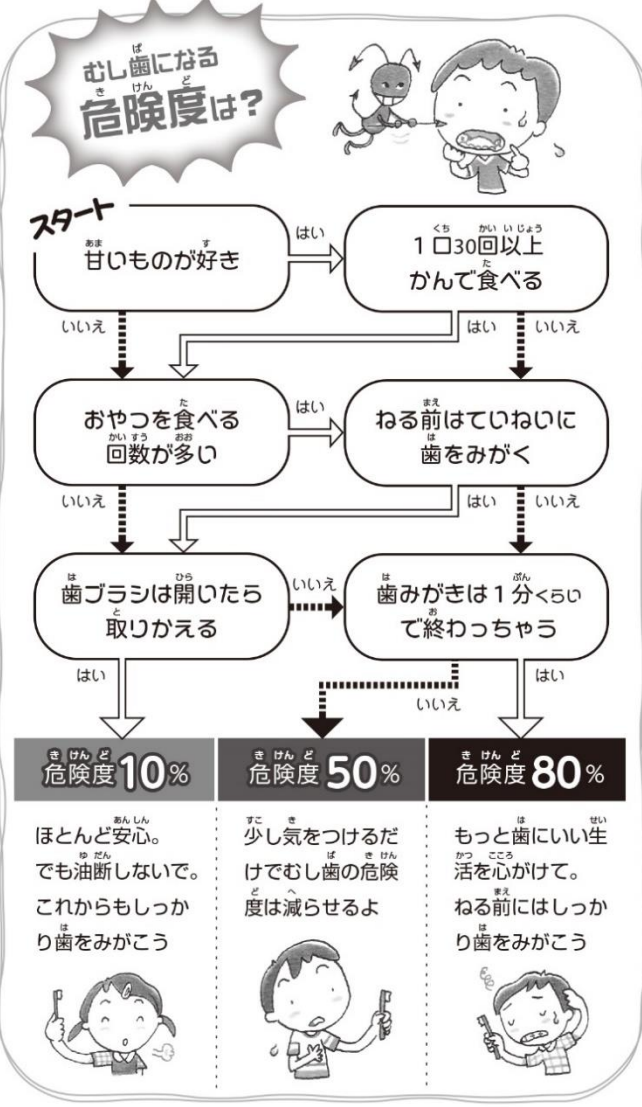 むし歯になる
危険度は？
スタート
甘いものが好き
はい
1口30回以上
かんで食べる
いいえ
はい
いいえ
おやつを食べる
回数が多い
はい
ねる前はていねいに
歯をみがく
いいえ
はい
いいえ
歯ブラシは開いたら
取りかえる
いいえ
歯みがきは1分くらい
で終わっちゃう
はい
いいえ
はい
危険度10%
危険度50%
危険度80%
ほとんど安心。
でも油断しないで。
これからもしっか
り歯をみがこう
少し気をつけるだ
けでむし歯の危険
度は減らせるよ
もっと歯にいい生
活を心がけて。
ねる前にはしっか
り歯をみがこう